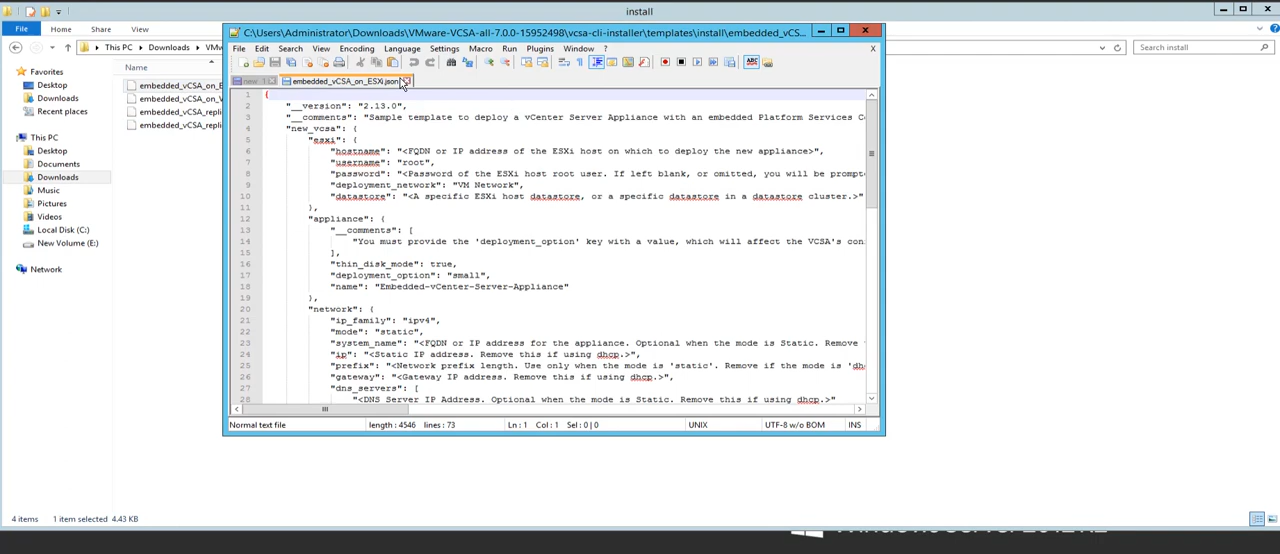 install
File
Home
Share
View
This PC
Downloads
VMw
Search install
Favorites
Desktop
Downloads
Recent places
This PC
Desktop
Documents
Downloads
Music
Pictures
Videos
Local Disk (C:)
New Volume (E:)
Network
Name
embedded_vCSA_on_E
embedded_vCSA_on_V
embedded_vCSA_repli
embedded_vCSA_repli
4 items 1 item selected 4.43 KB
C:\Users\Administrator\Downloads\VMware-VCSA-all-7.0.0-15952498\vcsa-cli-installer\templates\install\embedded_vCS...
File Edit Search View Encoding Language Settings Macro Run Plugins Window ? X
new 1 embedded_vCSA_on_ESXi.json
1 {
2 "__version": "2.13.0",
3 "__comments": "Sample template to deploy a vCenter Server Appliance with an embedded Platform Services C
4 "new_vcsa": {
5 "esxi": {
6 "hostname": "<FQDN or IP address of the ESXi host on which to deploy the new appliance>",
7 "username": "root",
8 "password": "<Password of the ESXi host root user. If left blank, or omitted, you will be prompt
9 "deployment_network": "VM Network",
10 "datastore": "<A specific ESXi host datastore, or a specific datastore in a datastore cluster.>"
11 },
12 "appliance": {
13 "__comments": [
14 "You must provide the 'deployment_option' key with a value, which will affect the VCSA's con
15 ],
16 "thin_disk_mode": true,
17 "deployment_option": "small",
18 "name": "Embedded-vCenter-Server-Appliance"
19 },
20 "network": {
21 "ip_family": "ipv4",
22 "mode": "static",
23 "system_name": "<FQDN or IP address for the appliance. Optional when the mode is Static. Remove
24 "ip": "<Static IP address. Remove this if using dhcp.>",
25 "prefix": "<Network prefix length. Use only when the mode is 'static'. Remove if the mode is 'dh
26 "gateway": "<Gateway IP address. Remove this if using dhcp.>",
27 "dns_servers": [
28 "<DNS Server IP Address. Optional when the mode is Static. Remove this if using dhcp.>"
Normal text file length : 4546 lines : 73 Ln : 1 Col : 1 Sel : 0 | 0 UNIX UTF-8 w/o BOM INS